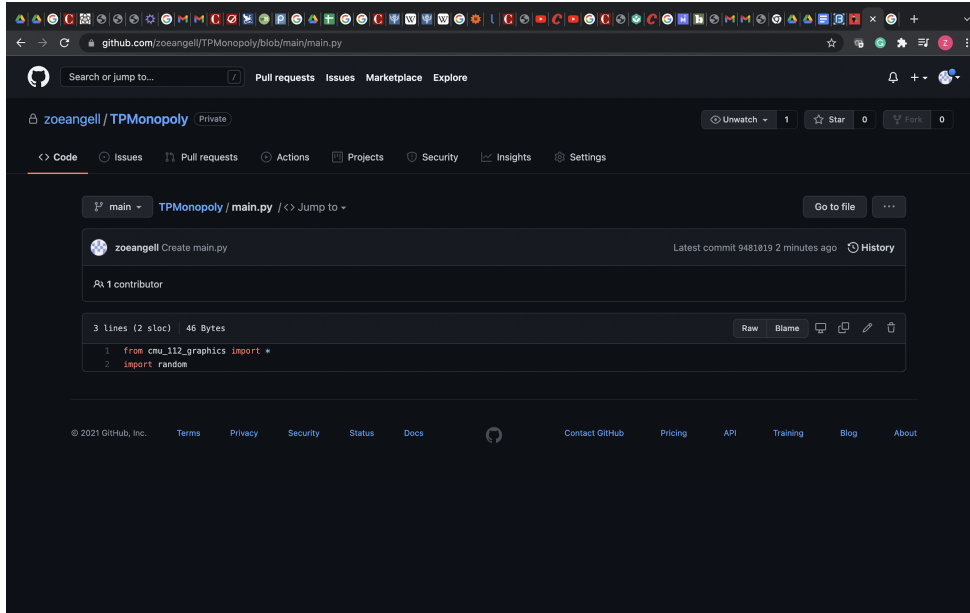 github.com/zoeangell/TPMonopoly/blob/main/main.py
Z
Search or jump to... /
Pull requests Issues Marketplace Explore
zoeangell / TPMonopoly Private
Unwatch 1 Star 0 Fork 0
<> Code Issues Pull requests Actions Projects Security Insights Settings
main TPMonopoly / main.py / <> Jump to
Go to file ...
zoeangell Create main.py Latest commit 9481019 2 minutes ago History
1 contributor
3 lines (2 sloc) 46 Bytes Raw Blame
1 from cmu_112_graphics import *
2 import random
© 2021 GitHub, Inc. Terms Privacy Security Status Docs Contact GitHub Pricing API Training Blog About